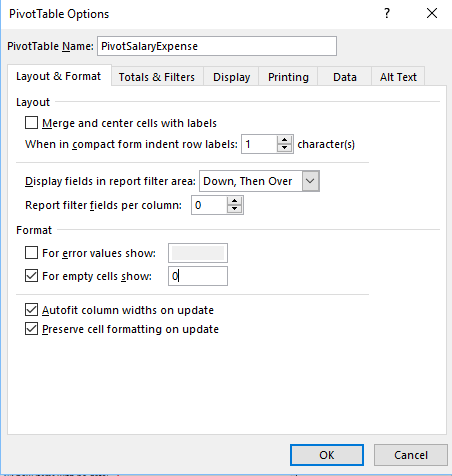 PivotTable Options ? ×
PivotTable Name: PivotSalaryExpense
Layout & Format Totals & Filters Display Printing Data Alt Text
Layout
Merge and center cells with labels
When in compact form indent row labels: 1 character(s)
Display fields in report filter area: Down, Then Over
Report filter fields per column: 0
Format
For error values show:
For empty cells show: 0
Autofit column widths on update
Preserve cell formatting on update
OK Cancel